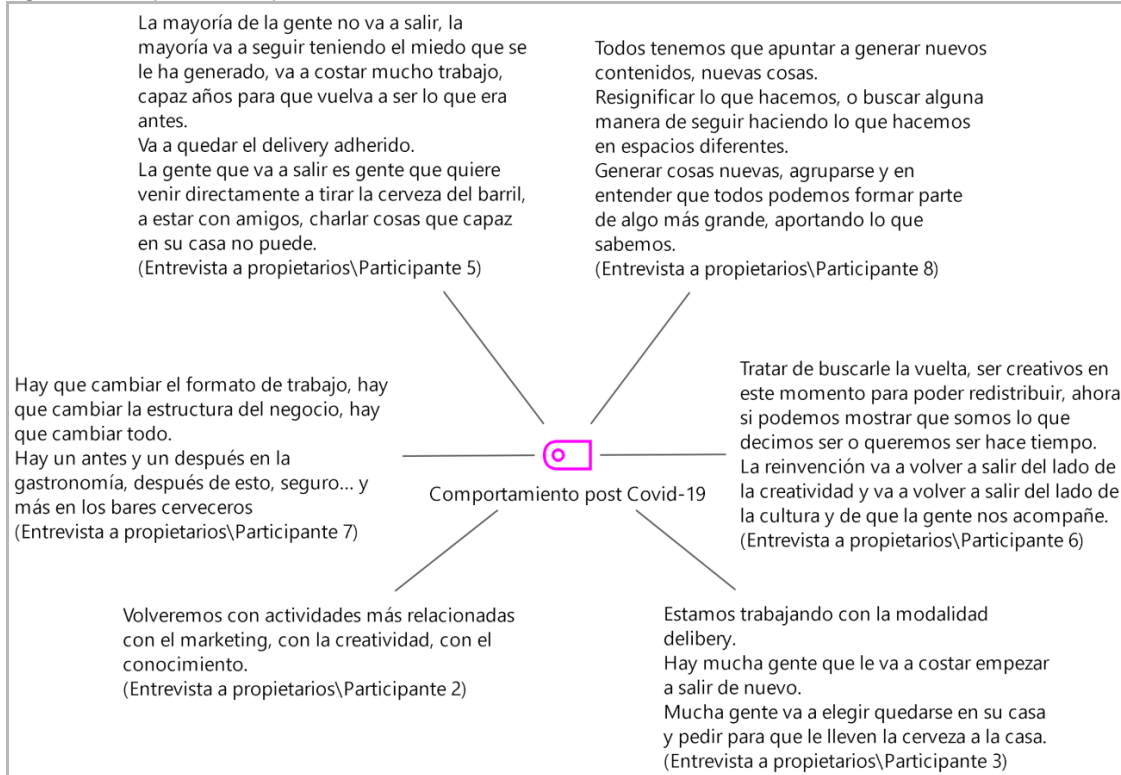 La mayoría de la gente no va a salir, la
mayoría va a seguir teniendo el miedo que se
le ha generado, va a costar mucho trabajo,
capaz años para que vuelva a ser lo que era
antes.
Va a quedar el delivery adherido.
La gente que va a salir es gente que quiere
venir directamente a tirar la cerveza del barril,
a estar con amigos, charlar cosas que capaz
en su casa no puede.
(Entrevista a propietarios\Participante 5)
Todos tenemos que apuntar a generar nuevos
contenidos, nuevas cosas.
Resignificar lo que hacemos, o buscar alguna
manera de seguir haciendo lo que hacemos
en espacios diferentes.
Generar cosas nuevas, agruparse y en
entender que todos podemos formar parte
de algo más grande, aportando lo que
sabemos.
(Entrevista a propietarios\Participante 8)
Hay que cambiar el formato de trabajo, hay
que cambiar la estructura del negocio, hay
que cambiar todo.
Hay un antes y un después en la
gastronomía, después de esto, seguro... y
más en los bares cerveceros
(Entrevista a propietarios\Participante 7)
Comportamiento post Covid-19
Tratar de buscarle la vuelta, ser creativos en
este momento para poder redistribuir, ahora
si podemos mostrar que somos lo que
decimos ser o queremos ser hace tiempo.
La reinvención va a volver a salir del lado de
la creatividad y va a volver a salir del lado de
la cultura y de que la gente nos acompañe.
(Entrevista a propietarios\Participante 6)
Volveremos con actividades más relacionadas
con el marketing, con la creatividad, con el
conocimiento.
(Entrevista a propietarios\Participante 2)
Estamos trabajando con la modalidad
delibery.
Hay mucha gente que le va a costar empezar
a salir de nuevo.
Mucha gente va a elegir quedarse en su casa
y pedir para que le lleven la cerveza a la casa.
(Entrevista a propietarios\Participante 3)